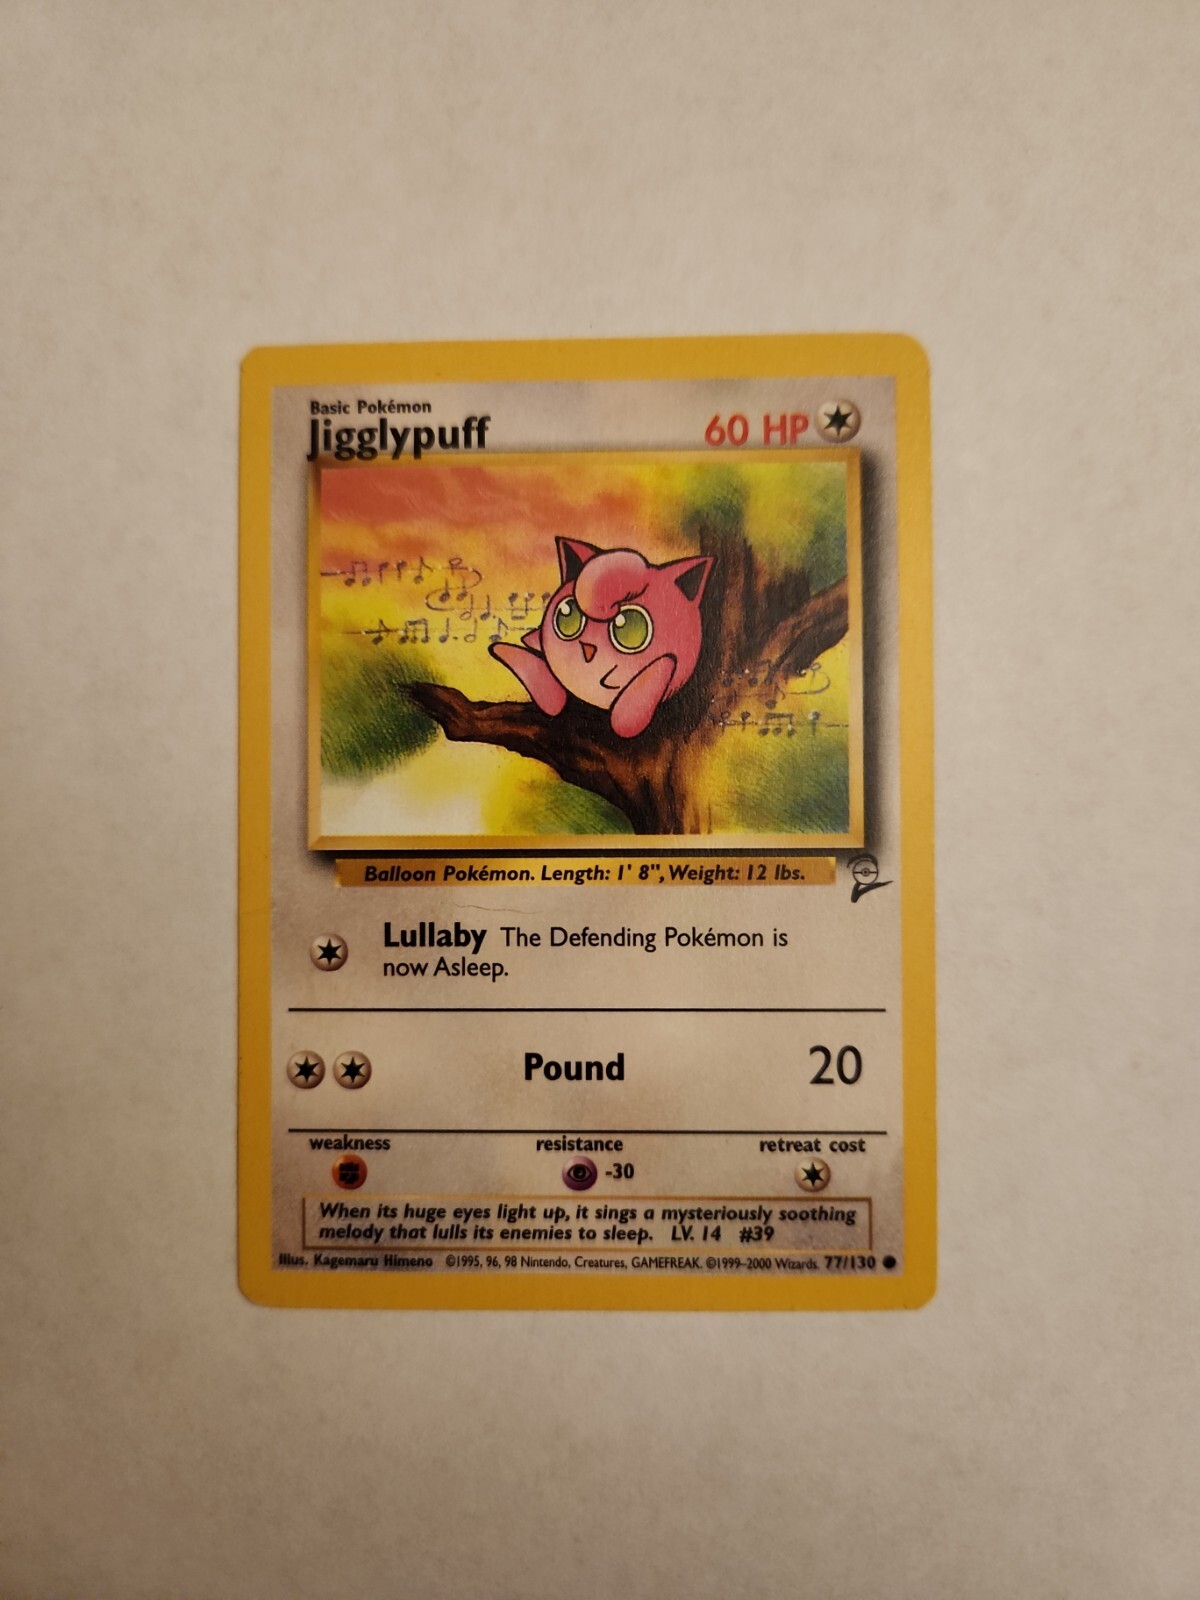 Basic Pokémon
Jigglypuff 60 HP
Balloon Pokémon. Length: 1' 8", Weight: 12 lbs.
Lullaby The Defending Pokémon is
now Asleep.
Pound 20
weakness resistance retreat cost
-30
When its huge eyes light up, it sings a mysteriously soothing
melody that lulls its enemies to sleep. LV. 14 #39
Illus. Kagemaru Himeno ©1995, 96, 98 Nintendo, Creatures, GAMEFREAK. ©1999-2000 Wizards. 77/130